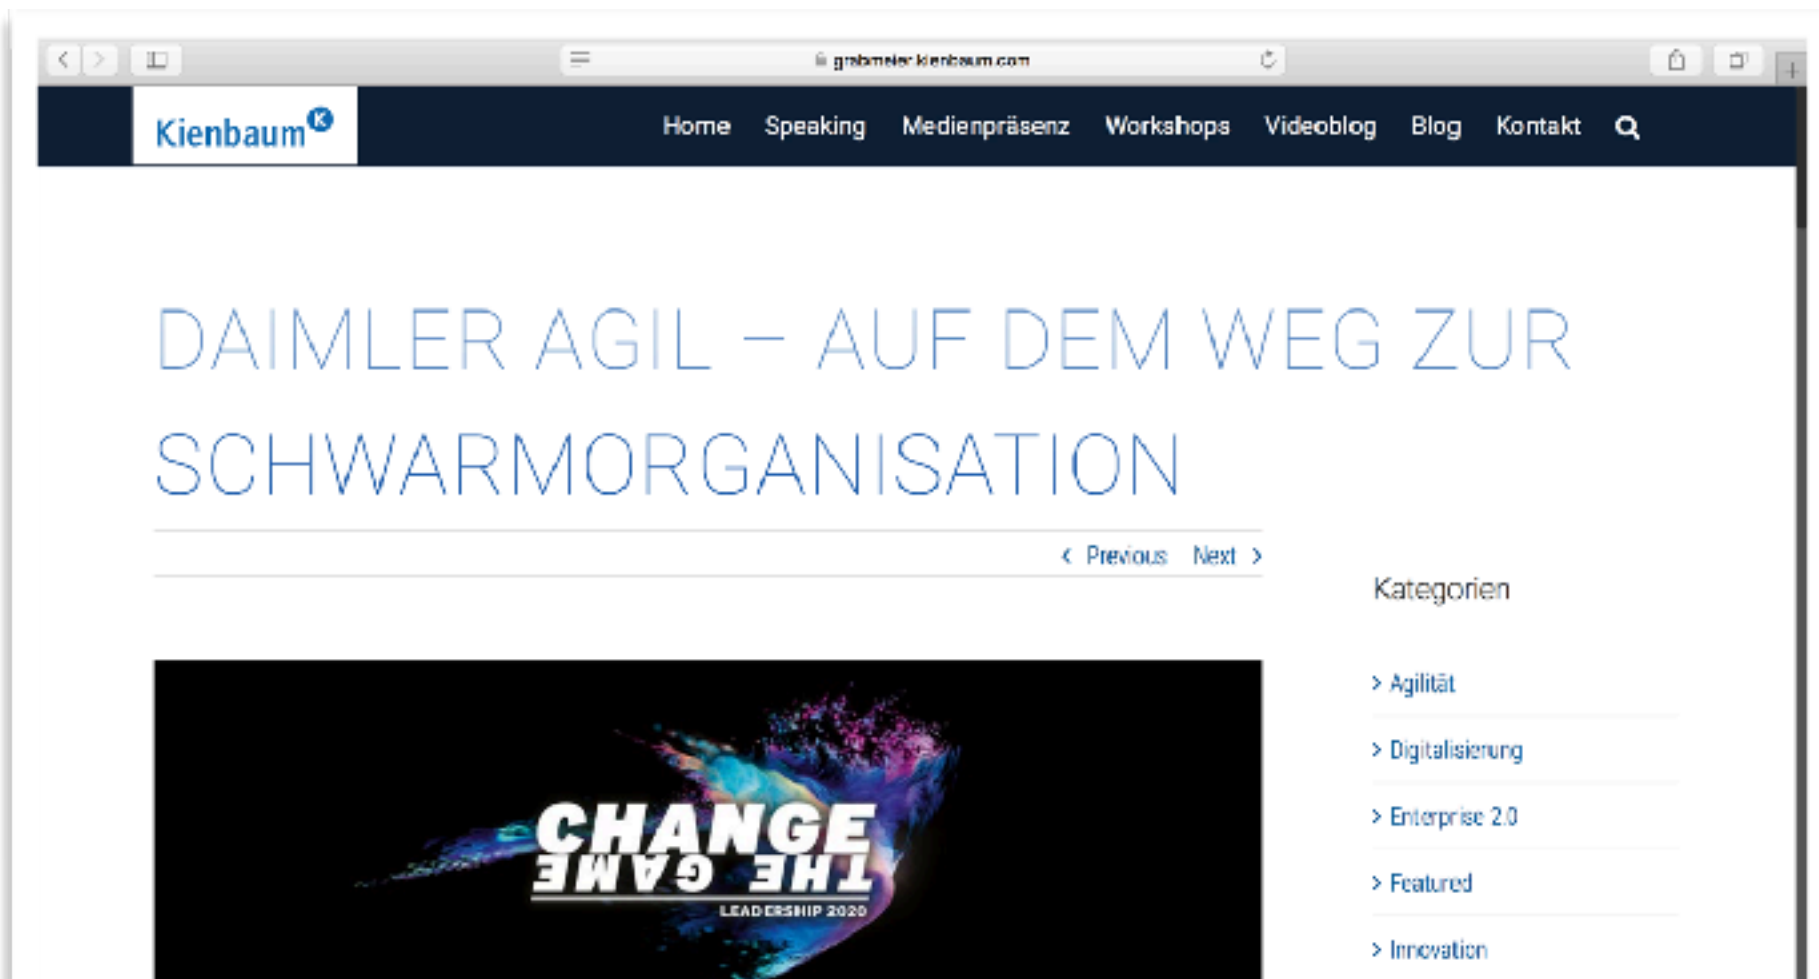 grabmeier.kienbaum.com
Kienbaum K
Home Speaking Medienpräsenz Workshops Videoblog Blog Kontakt
DAIMLER AGIL – AUF DEM WEG ZUR
SCHWARMORGANISATION
‹ Previous Next ›
Kategorien
> Agilität
> Digitalisierung
> Enterprise 2.0
> Featured
> Innovation
CHANGE
THE GAME
LEADERSHIP 2020